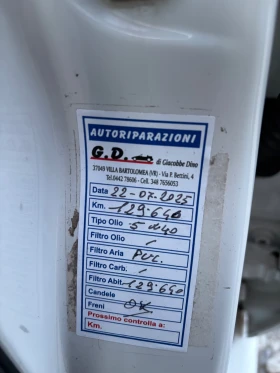 AUTORIPARAZIONI
G.D. di Giacobbe Dino
37049 VILLA BARTOLOMEA (VR) - Via P. Bettini, 4
Tel. 0442 78606 - Cell. 348 7656053
Data 22-07-2025
Km. 129.640
Tipo Olio 5 W40
Filtro Olio /
Filtro Aria PUL.
Filtro Carb. /
Filtro Abit. 129.640
Candele /
Freni OK
Prossimo controllo a:
Km.